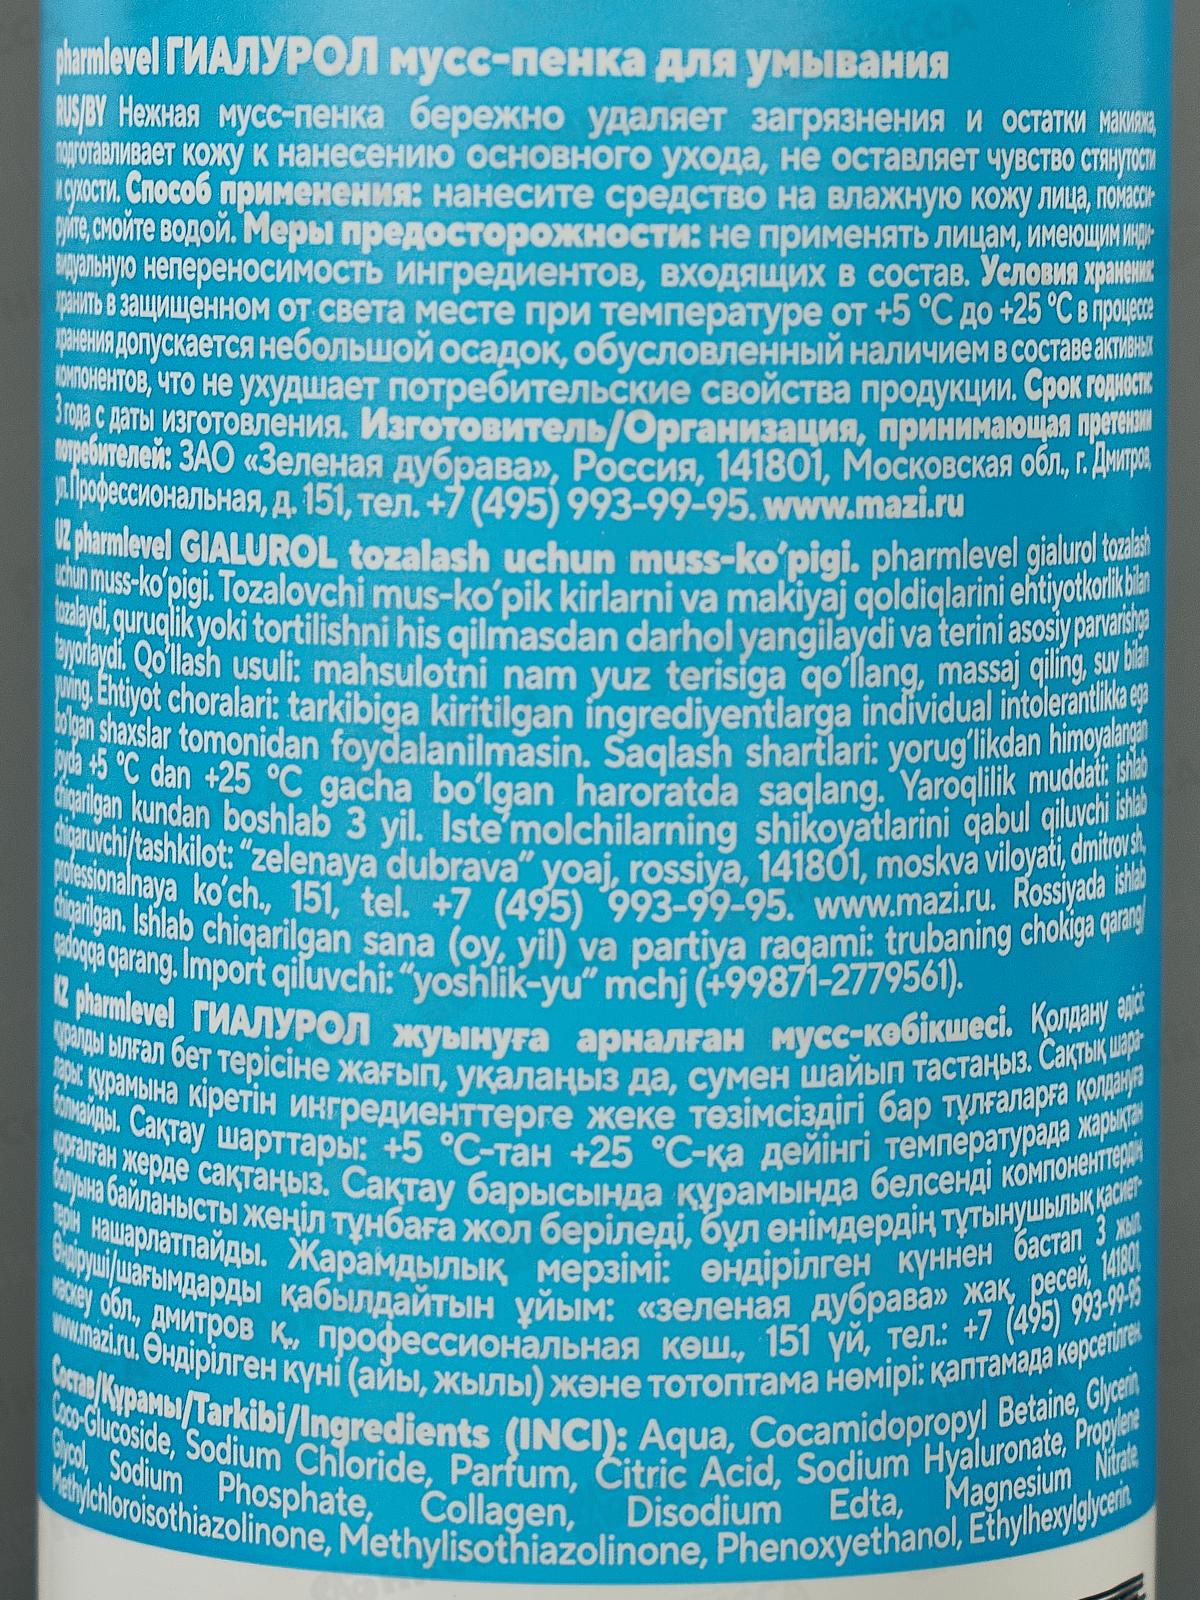 pharmlevel ГИАЛУРОЛ мусс-пенка для умывания
RUS/BY Нежная мусс-пенка бережно удаляет загрязнения и остатки макияжа,
подготавливает кожу к нанесению основного ухода, не оставляет чувство стянутости
и сухости. Способ применения: нанесите средство на влажную кожу лица, помасси-
руйте, смойте водой. Меры предосторожности: не применять лицам, имеющим инди-
видуальную непереносимость ингредиентов, входящих в состав. Условия хранения:
хранить в защищенном от света месте при температуре от +5 °С до +25 °С в процессе
хранения допускается небольшой осадок, обусловленный наличием в составе активных
компонентов, что не ухудшает потребительские свойства продукции. Срок годности:
3 года с даты изготовления. Изготовитель/Организация, принимающая претензии
потребителей: ЗАО «Зеленая дубрава», Россия, 141801, Московская обл., г. Дмитров,
ул. Профессиональная, д. 151, тел. +7 (495) 993-99-95. www.mazi.ru
UZ pharmlevel GIALUROL tozalash uchun muss-ko‘pigi. pharmlevel gialurol tozalash
uchun muss-ko‘pigi. Tozalovchi mus-ko‘pik kirlarni va makiyaj qoldiqlarini ehtiyotkorlik bilan
tozalaydi, quruqlik yoki tortilishni his qilmasdan darhol yangilaydi va terini asosiy parvarishga
tayyorlaydi. Qo‘llash usuli: mahsulotni nam yuz terisiga qo‘llang, massaj qiling, suv bilan
yuving. Ehtiyot choralari: tarkibiga kiritilgan ingrediyentlarga individual intolerantlikka ega
bo‘lgan shaxslar tomonidan foydalanilmasin. Saqlash shartlari: yorug‘likdan himoyalangan
joyda +5 °C dan +25 °C gacha bo‘lgan haroratda saqlang. Yaroqlilik muddati: ishlab
chiqarilgan kundan boshlab 3 yil. Iste’molchilarning shikoyatlarini qabul qiluvchi ishlab
chiqaruvchi/tashkilot: “zelenaya dubrava” yoaj, rossiya, 141801, moskva viloyati, dmitrov sh.,
professionalnaya ko‘ch., 151, tel. +7 (495) 993-99-95. www.mazi.ru. Rossiyada ishlab
chiqarilgan. Ishlab chiqarilgan sana (oy, yil) va partiya raqami: trubaning chokiga qarang/
qadoqqa qarang. Import qiluvchi: “yoshlik-yu” mchj (+99871-2779561).
KZ pharmlevel ГИАЛУРОЛ жуынуға арналған мусс-көбікшесі. Қолдану әдісі:
құралды ылғал бет терісіне жағып, уқалаңыз да, сумен шайып тастаңыз. Сақтық шара-
лары: құрамына кіретін ингредиенттерге жеке төзімсіздігі бар тұлғаларға қолдануға
болмайды. Сақтау шарттары: +5 °С-тан +25 °С-қа дейінгі температурада жарықтан
қорғалған жерде сақтаңыз. Сақтау барысында құрамында белсенді компоненттердің
болуына байланысты жеңіл тұнбаға жол беріледі, бұл өнімдердің тұтынушылық қасиет-
терін нашарлатпайды. Жарамдылық мерзімі: өндірілген күннен бастап 3 жыл.
Өндіруші/шағымдарды қабылдайтын ұйым: «зеленая дубрава» жақ, ресей, 141801,
мәскеу обл., дмитров қ., профессиональная көш., 151 үй, тел.: +7 (495) 993-99-95
www.mazi.ru. Өндірілген күні (айы, жылы) және тотоптама нөмірі: қаптамада көрсетілген.
Состав/Құрамы/Tarkibi/Ingredients (INCI): Aqua, Cocamidopropyl Betaine, Glycerin,
Coco-Glucoside, Sodium Chloride, Parfum, Citric Acid, Sodium Hyaluronate, Propylene
Glycol, Sodium Phosphate, Collagen, Disodium Edta, Magnesium Nitrate,
Methylchloroisothiazolinone, Methylisothiazolinone, Phenoxyethanol, Ethylhexylglycerin.